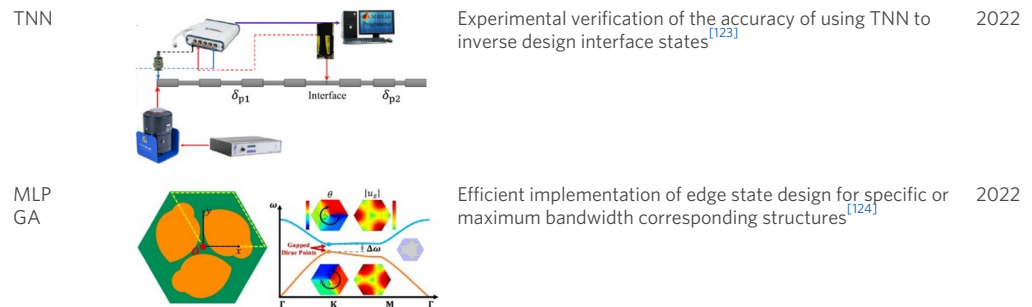 TNN
Experimental verification of the accuracy of using TNN to
inverse design interface states[123]
2022
δp1
Interface
δp2
MLP
GA
Efficient implementation of edge state design for specific or
maximum bandwidth corresponding structures[124]
2022
y
x
ω
θ
|uz|
Gapped
Dirac Points
Δω
Γ
K
M
Γ